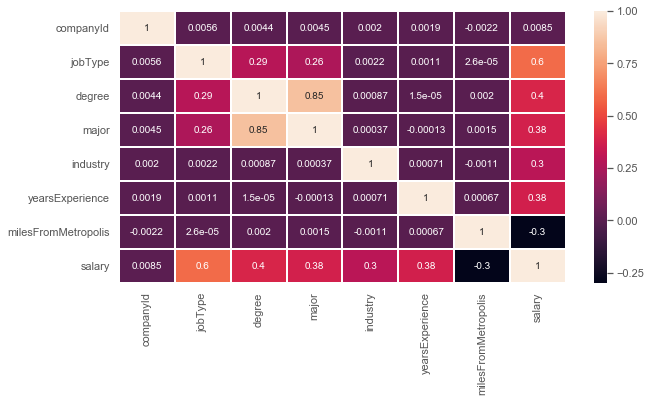 companyId 1 0.0056 0.0044 0.0045 0.002 0.0019 -0.0022 0.0085
jobType 0.0056 1 0.29 0.26 0.0022 0.0011 2.6e-05 0.6
degree 0.0044 0.29 1 0.85 0.00087 1.5e-05 0.002 0.4
major 0.0045 0.26 0.85 1 0.00037 -0.00013 0.0015 0.38
industry 0.002 0.0022 0.00087 0.00037 1 0.00071 -0.0011 0.3
yearsExperience 0.0019 0.0011 1.5e-05 -0.00013 0.00071 1 0.00067 0.38
milesFromMetropolis -0.0022 2.6e-05 0.002 0.0015 -0.0011 0.00067 1 -0.3
salary 0.0085 0.6 0.4 0.38 0.3 0.38 -0.3 1
companyId jobType degree major industry yearsExperience milesFromMetropolis salary
1.00
0.75
0.50
0.25
0.00
−0.25